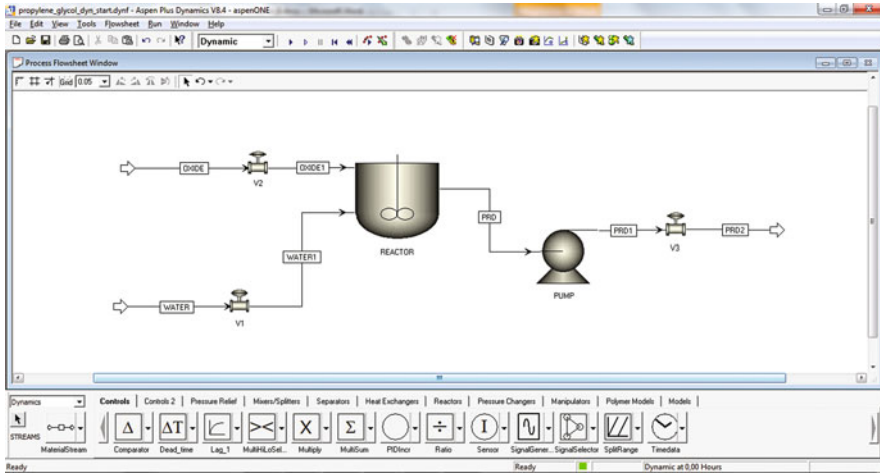 propylene_glycol_dyn_start.dynf - Aspen Plus Dynamics V8.4 - aspenONE
File Edit View Tools Flowsheet Run Window Help
Dynamic
Process Flowsheet Window
Grid 0.05
OXIDE
OXIDE1
V2
PRD
REACTOR
PRD1
PRD2
V3
WATER1
PUMP
WATER
V1
Dynamics
Controls Controls 2 Pressure Relief Mixers/Splitters Separators Heat Exchangers Reactors Pressure Changers Manipulators Polymer Models Models
Δ ΔT X Σ ÷ I
STREAMS
MaterialStream Comparator Dead_time Lag_1 MultiHiLoSel... Multiply MultiSum PIDIncr Ratio Sensor SignalGener... SignalSelector SplitRange Timedata
Ready Ready Dynamic at 0,00 Hours